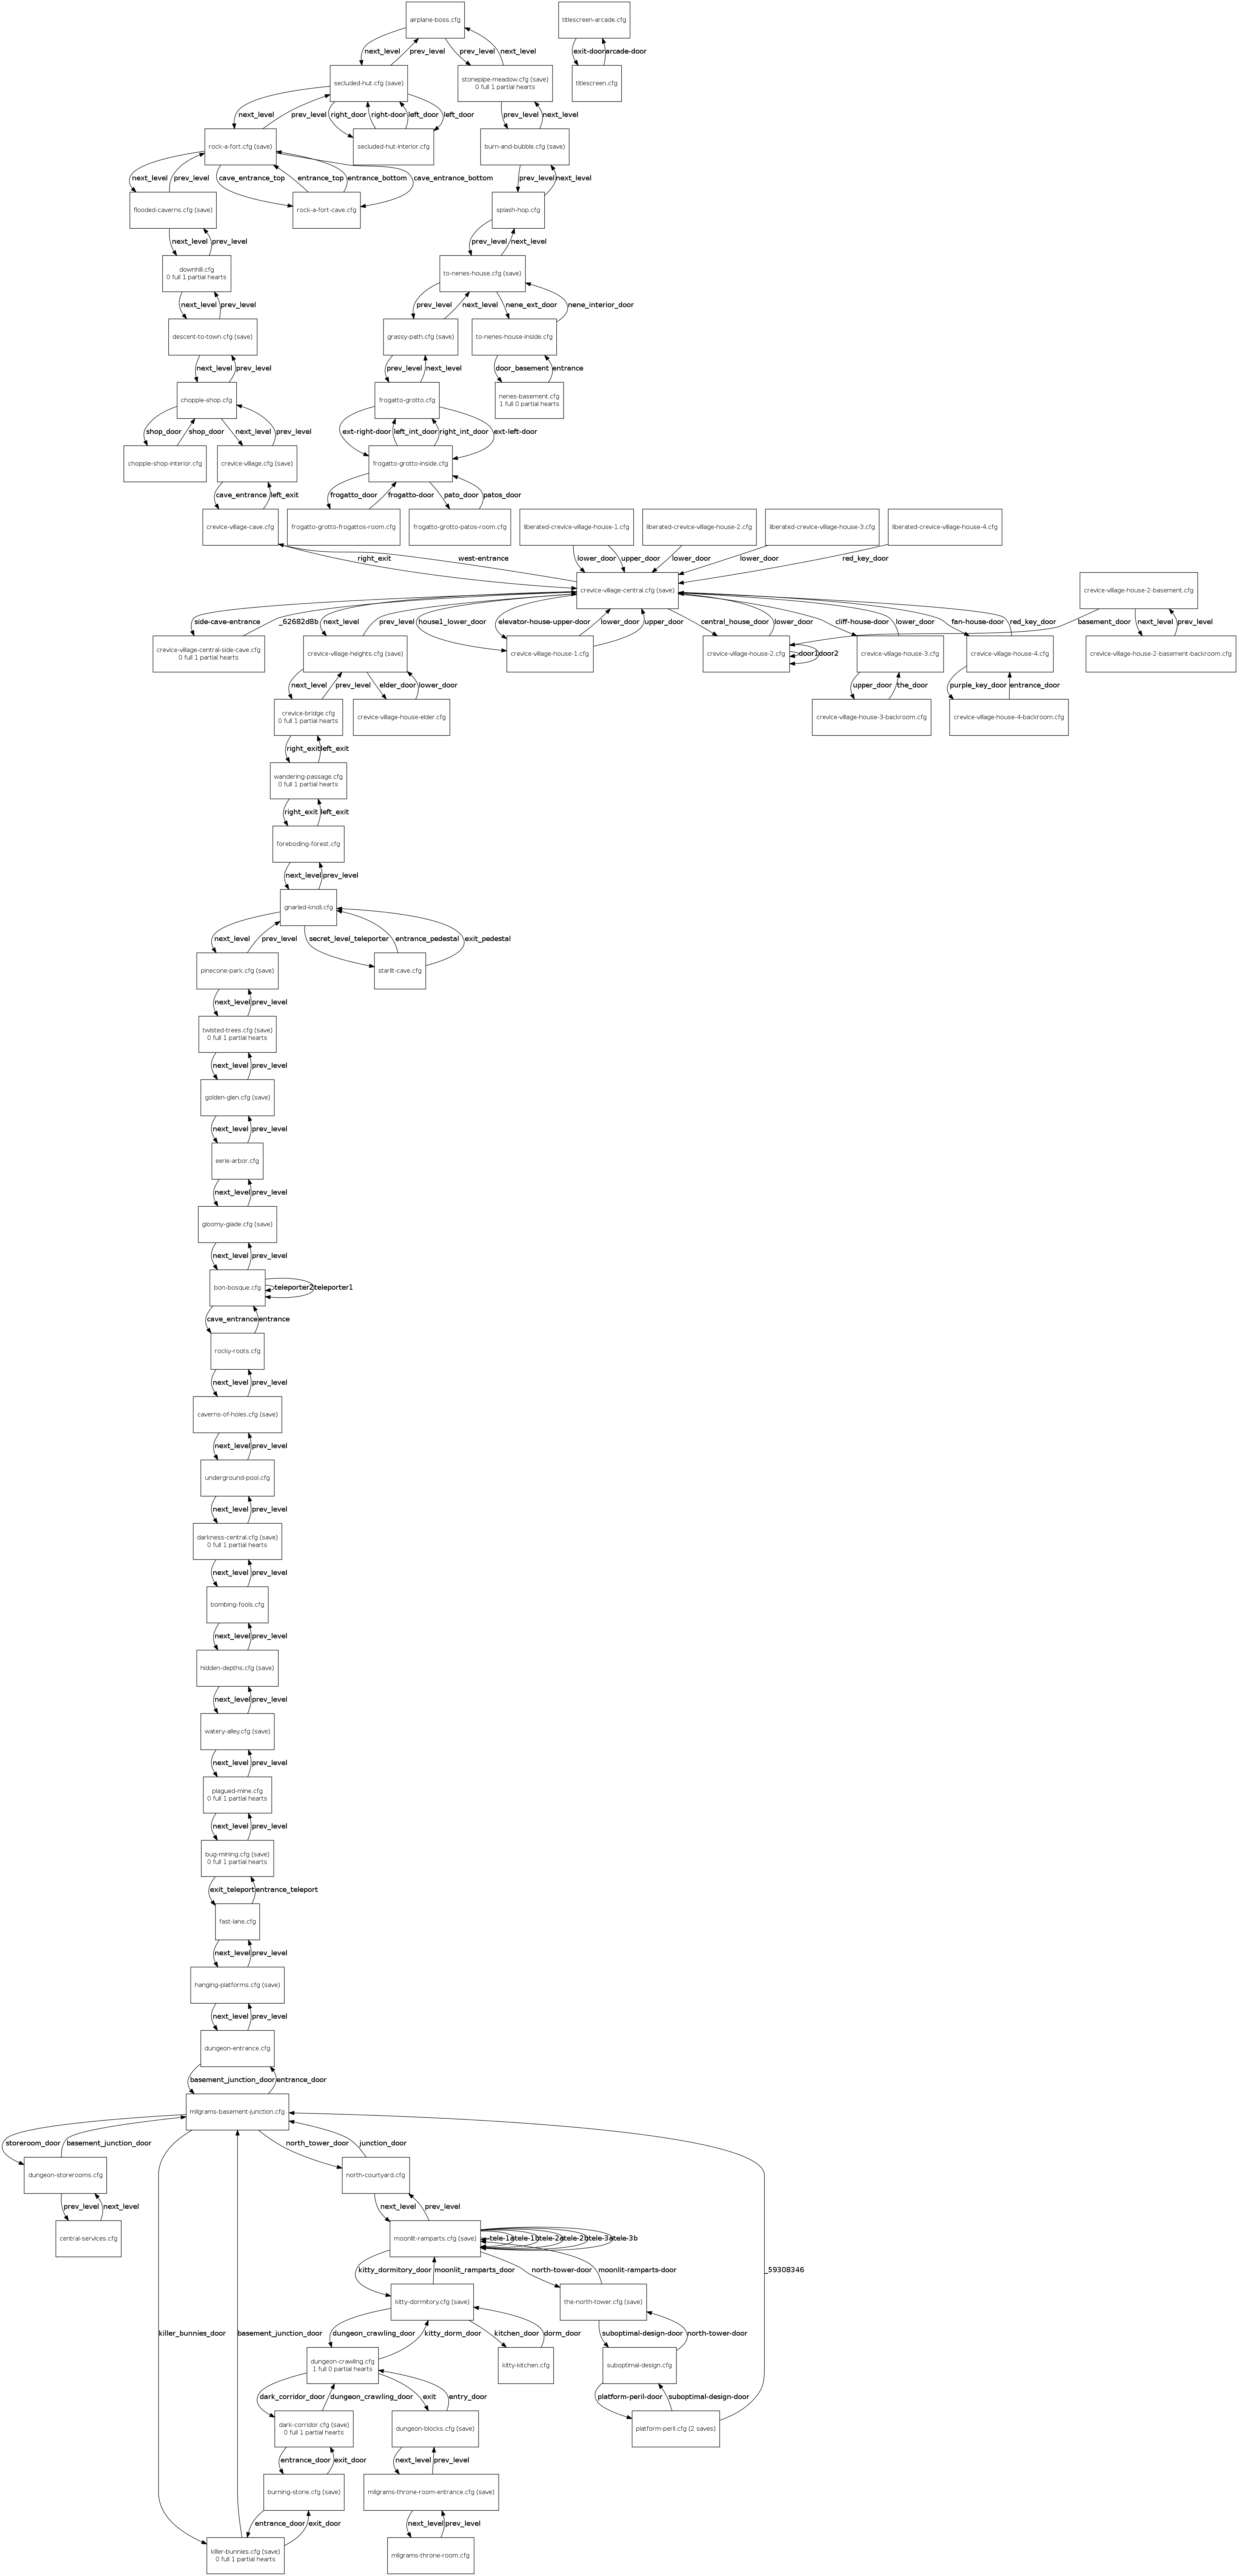 airplane-boss.cfg
titlescreen-arcade.cfg
next_level
prev_level
prev_level
next_level
exit-door
arcade-door
secluded-hut.cfg (save)
stonepipe-meadow.cfg (save)
0 full 1 partial hearts
titlescreen.cfg
next_level
prev_level
right_door
right-door
left_door
left_door
prev_level
next_level
rock-a-fort.cfg (save)
secluded-hut-interior.cfg
burn-and-bubble.cfg (save)
next_level
prev_level
cave_entrance_top
entrance_top
entrance_bottom
cave_entrance_bottom
prev_level
next_level
flooded-caverns.cfg (save)
rock-a-fort-cave.cfg
splash-hop.cfg
next_level
prev_level
prev_level
next_level
downhill.cfg
0 full 1 partial hearts
to-nenes-house.cfg (save)
next_level
prev_level
prev_level
next_level
nene_ext_door
nene_interior_door
descent-to-town.cfg (save)
grassy-path.cfg (save)
to-nenes-house-inside.cfg
next_level
prev_level
prev_level
next_level
door_basement
entrance
chopple-shop.cfg
frogatto-grotto.cfg
nenes-basement.cfg
1 full 0 partial hearts
shop_door
shop_door
next_level
prev_level
ext-right-door
left_int_door
right_int_door
ext-left-door
chopple-shop-interior.cfg
crevice-village.cfg (save)
frogatto-grotto-inside.cfg
cave_entrance
left_exit
frogatto_door
frogatto-door
pato_door
patos_door
crevice-village-cave.cfg
frogatto-grotto-frogattos-room.cfg
frogatto-grotto-patos-room.cfg
liberated-crevice-village-house-1.cfg
liberated-crevice-village-house-2.cfg
liberated-crevice-village-house-3.cfg
liberated-crevice-village-house-4.cfg
right_exit
west-entrance
lower_door
upper_door
lower_door
lower_door
red_key_door
crevice-village-central.cfg (save)
crevice-village-house-2-basement.cfg
side-cave-entrance
_62682d8b
next_level
prev_level
house1_lower_door
elevator-house-upper-door
lower_door
upper_door
central_house_door
lower_door
cliff-house-door
lower_door
fan-house-door
red_key_door
basement_door
next_level
prev_level
crevice-village-central-side-cave.cfg
0 full 1 partial hearts
crevice-village-heights.cfg (save)
crevice-village-house-1.cfg
crevice-village-house-2.cfg
door1
door2
crevice-village-house-3.cfg
crevice-village-house-4.cfg
crevice-village-house-2-basement-backroom.cfg
next_level
prev_level
elder_door
lower_door
upper_door
the_door
purple_key_door
entrance_door
crevice-bridge.cfg
0 full 1 partial hearts
crevice-village-house-elder.cfg
crevice-village-house-3-backroom.cfg
crevice-village-house-4-backroom.cfg
right_exit
left_exit
wandering-passage.cfg
0 full 1 partial hearts
right_exit
left_exit
foreboding-forest.cfg
next_level
prev_level
gnarled-knoll.cfg
next_level
prev_level
secret_level_teleporter
entrance_pedestal
exit_pedestal
pinecone-park.cfg (save)
starlit-cave.cfg
next_level
prev_level
twisted-trees.cfg (save)
0 full 1 partial hearts
next_level
prev_level
golden-glen.cfg (save)
next_level
prev_level
eerie-arbor.cfg
next_level
prev_level
gloomy-glade.cfg (save)
next_level
prev_level
bon-bosque.cfg
teleporter2
teleporter1
cave_entrance
entrance
rocky-roots.cfg
next_level
prev_level
caverns-of-holes.cfg (save)
next_level
prev_level
underground-pool.cfg
next_level
prev_level
darkness-central.cfg (save)
0 full 1 partial hearts
next_level
prev_level
bombing-fools.cfg
next_level
prev_level
hidden-depths.cfg (save)
next_level
prev_level
watery-alley.cfg (save)
next_level
prev_level
plagued-mine.cfg
0 full 1 partial hearts
next_level
prev_level
bug-mining.cfg (save)
0 full 1 partial hearts
exit_teleport
entrance_teleport
fast-lane.cfg
next_level
prev_level
hanging-platforms.cfg (save)
next_level
prev_level
dungeon-entrance.cfg
basement_junction_door
entrance_door
milgrams-basement-junction.cfg
storeroom_door
basement_junction_door
north_tower_door
junction_door
dungeon-storerooms.cfg
north-courtyard.cfg
prev_level
next_level
next_level
prev_level
central-services.cfg
moonlit-ramparts.cfg (save)
tele-1a
tele-1b
tele-2a
tele-2b
tele-3a
tele-3b
kitty_dormitory_door
moonlit_ramparts_door
north-tower-door
moonlit-ramparts-door
_59308346
kitty-dormitory.cfg (save)
the-north-tower.cfg (save)
killer_bunnies_door
basement_junction_door
dungeon_crawling_door
kitty_dorm_door
kitchen_door
dorm_door
suboptimal-design-door
north-tower-door
dungeon-crawling.cfg
1 full 0 partial hearts
kitty-kitchen.cfg
suboptimal-design.cfg
dark_corridor_door
dungeon_crawling_door
exit
entry_door
platform-peril-door
suboptimal-design-door
dark-corridor.cfg (save)
0 full 1 partial hearts
dungeon-blocks.cfg (save)
platform-peril.cfg (2 saves)
entrance_door
exit_door
next_level
prev_level
burning-stone.cfg (save)
milgrams-throne-room-entrance.cfg (save)
entrance_door
exit_door
next_level
prev_level
killer-bunnies.cfg (save)
0 full 1 partial hearts
milgrams-throne-room.cfg